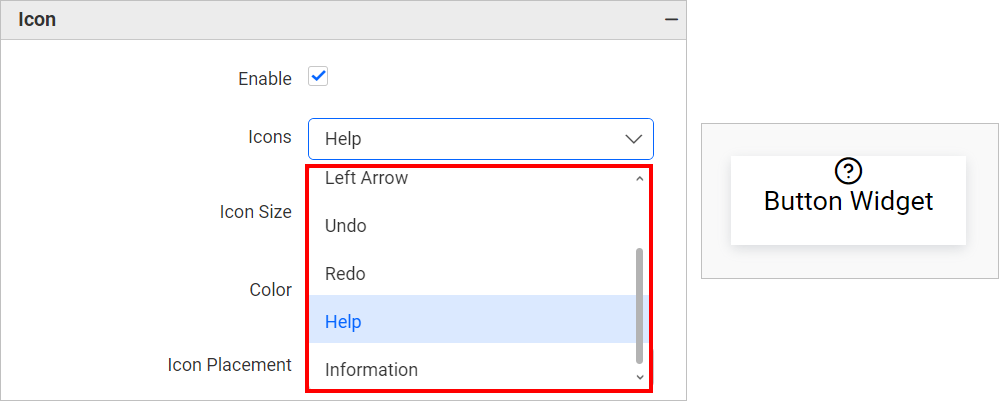 Icon
Enable
Icons
Help
Left Arrow
Icon Size
Undo
Redo
Color
Help
Icon Placement
Information
?
Button Widget